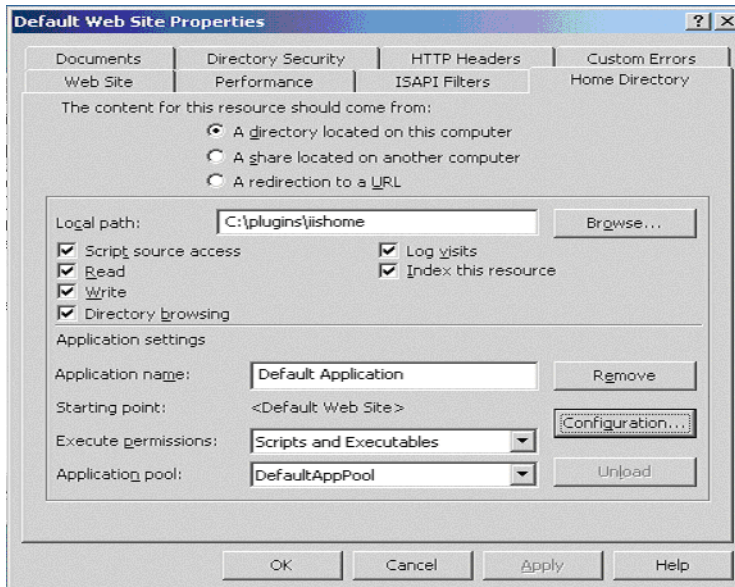 Default Web Site Properties
Documents Directory Security HTTP Headers Custom Errors
Web Site Performance ISAPI Filters Home Directory
The content for this resource should come from:
A directory located on this computer
A share located on another computer
A redirection to a URL
Local path: C:\plugins\iishome Browse...
Script source access Log visits
Read Index this resource
Write
Directory browsing
Application settings
Application name: Default Application Remove
Starting point: <Default Web Site> Configuration...
Execute permissions: Scripts and Executables
Application pool: DefaultAppPool Unload
OK Cancel Apply Help